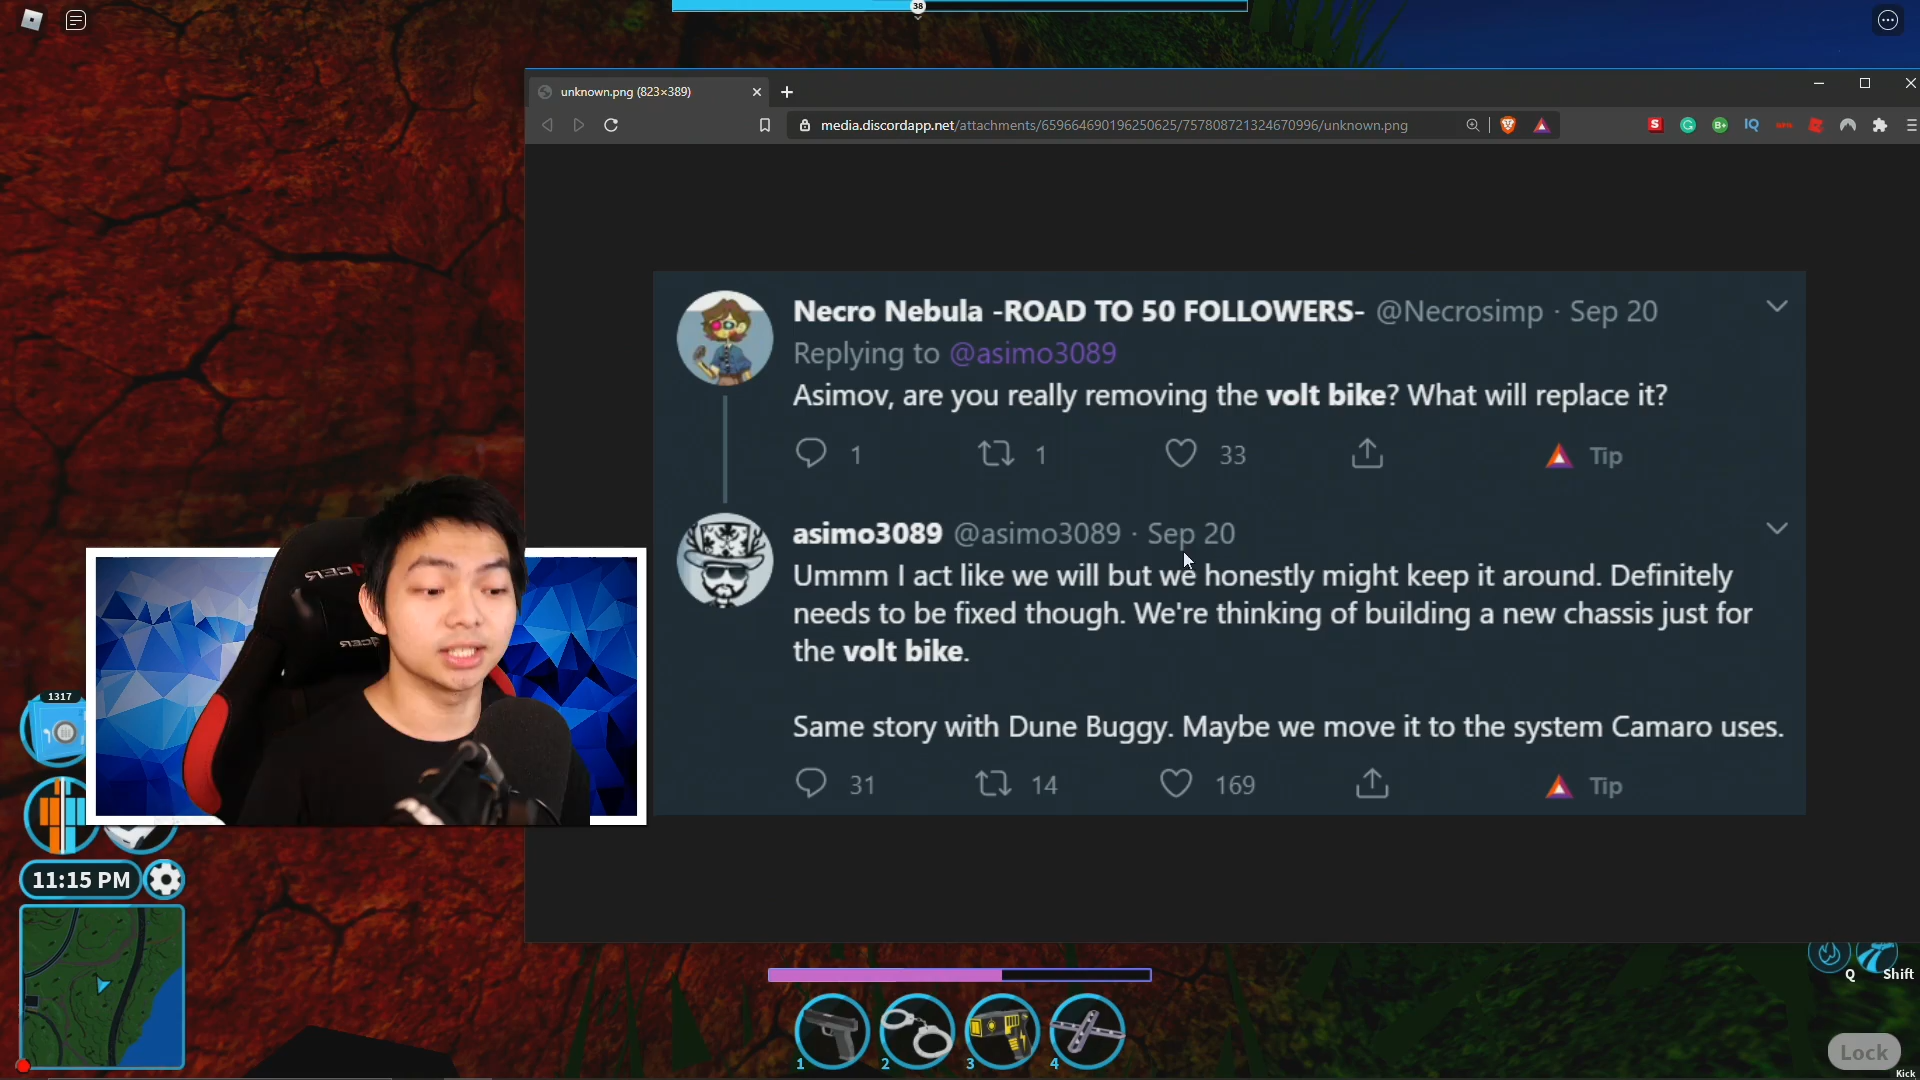 38
unknown.png (823×389)
media.discordapp.net/attachments/659664690196250625/757808721324670996/unknown.png
S
G
B+
IQ
Necro Nebula -ROAD TO 50 FOLLOWERS- @Necrosimp · Sep 20
Replying to @asimo3089
Asimov, are you really removing the volt bike? What will replace it?
1
1
33
Tip
asimo3089 @asimo3089 · Sep 20
Ummm I act like we will but we honestly might keep it around. Definitely
needs to be fixed though. We're thinking of building a new chassis just for
the volt bike.
Same story with Dune Buggy. Maybe we move it to the system Camaro uses.
31
14
169
Tip
1317
11:15 PM
1
2
3
4
Q
Shift
Lock
Kick